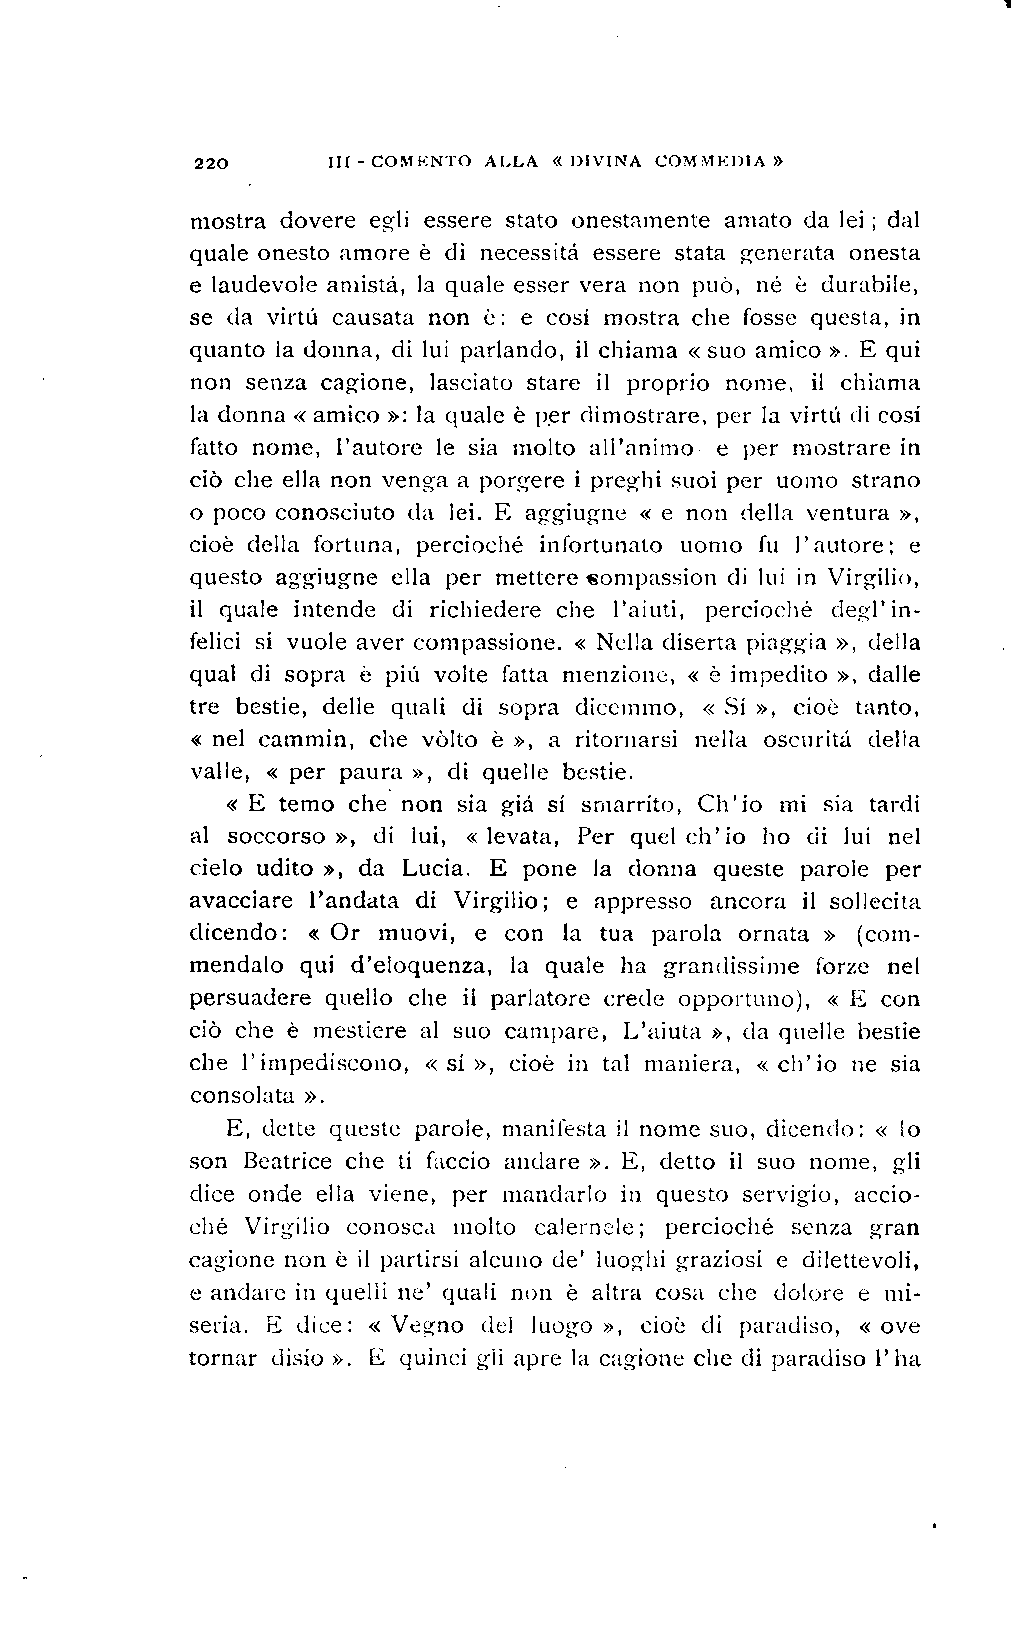 220 III - COMENTO ALLA « DIVINA COMMEDIA »
mostra dovere egli essere stato onestamente amato da lei ; dal
quale onesto amore è di necessitá essere stata generata onesta
e laudevole amistá, la quale esser vera non può, né è durabile,
se da virtú causata non è: e cosí mostra che fosse questa, in
quanto la donna, di lui parlando, il chiama « suo amico ». E qui
non senza cagione, lasciato stare il proprio nome, il chiama
la donna « amico »: la quale è per dimostrare, per la virtú di cosí
fatto nome, l'autore le sia molto all'animo e per mostrare in
ciò che ella non venga a porgere i preghi suoi per uomo strano
o poco conosciuto da lei. E aggiugne « e non della ventura »,
cioè della fortuna, percioché infortunato uomo fu l'autore; e
questo aggiugne ella per mettere compassion di lui in Virgilio,
il quale intende di richiedere che l'aiuti, percioché degl'in-
felici si vuole aver compassione. « Nella diserta piaggia », della
qual di sopra è piú volte fatta menzione, « è impedito », dalle
tre bestie, delle quali di sopra dicemmo, « Sí », cioè tanto,
« nel cammin, che vòlto è », a ritornarsi nella oscuritá della
valle, « per paura », di quelle bestie.
« E temo che non sia giá sí smarrito, Ch'io mi sia tardi
al soccorso », di lui, « levata, Per quel ch'io ho di lui nel
cielo udito », da Lucia. E pone la donna queste parole per
avacciare l'andata di Virgilio; e appresso ancora il sollecita
dicendo: « Or muovi, e con la tua parola ornata » (com-
mendalo qui d'eloquenza, la quale ha grandissime forze nel
persuadere quello che il parlatore crede opportuno), « E con
ciò che è mestiere al suo campare, L'aiuta », da quelle bestie
che l'impediscono, « sí », cioè in tal maniera, « ch'io ne sia
consolata ».
E, dette queste parole, manifesta il nome suo, dicendo: « Io
son Beatrice che ti faccio andare ». E, detto il suo nome, gli
dice onde ella viene, per mandarlo in questo servigio, accio-
ché Virgilio conosca molto calernele; percioché senza gran
cagione non è il partirsi alcuno de' luoghi graziosi e dilettevoli,
e andare in quelli ne' quali non è altra cosa che dolore e mi-
seria. E dice: « Vegno del luogo », cioè di paradiso, « ove
tornar disio ». E quinci gli apre la cagione che di paradiso l'ha